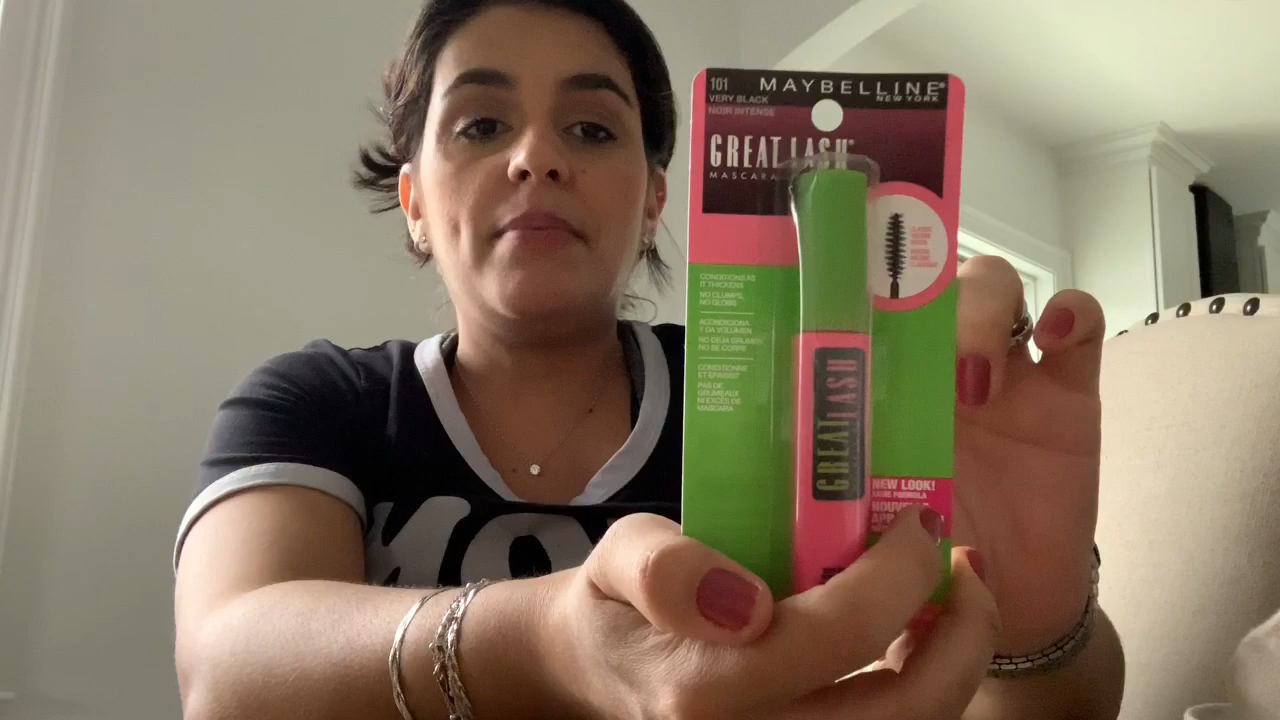 101
MAYBELLINE
NEW YORK
VERY BLACK
NOIR INTENSE
GREAT LASH
MASCARA
CONDITIONS AS
IT THICKENS
NO CLUMPS,
NO GLOBS
ACONDICIONA
Y DA VOLUMEN
NO DEJA GRUMOS
NO SE CORRE
CONDITIONNE
ET ÉPAISSIT
PAS DE
GRUMEAUX
NI EXCÈS DE
MASCARA
GREAT LASH
NEW LOOK!
SAME FORMULA